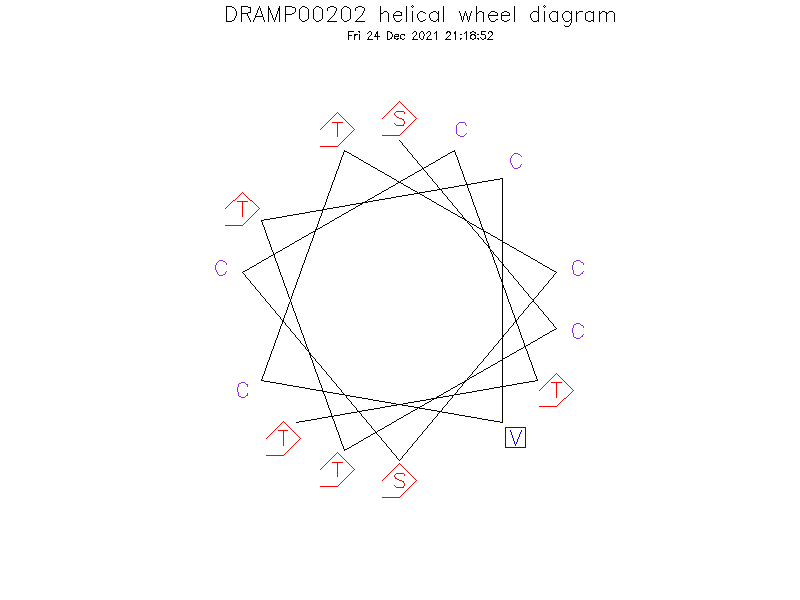 DRAMP00202 helical wheel diagram
Fri 24 Dec 2021 21:18:52
T S C
C
T
C C
C
C T
T V
T S